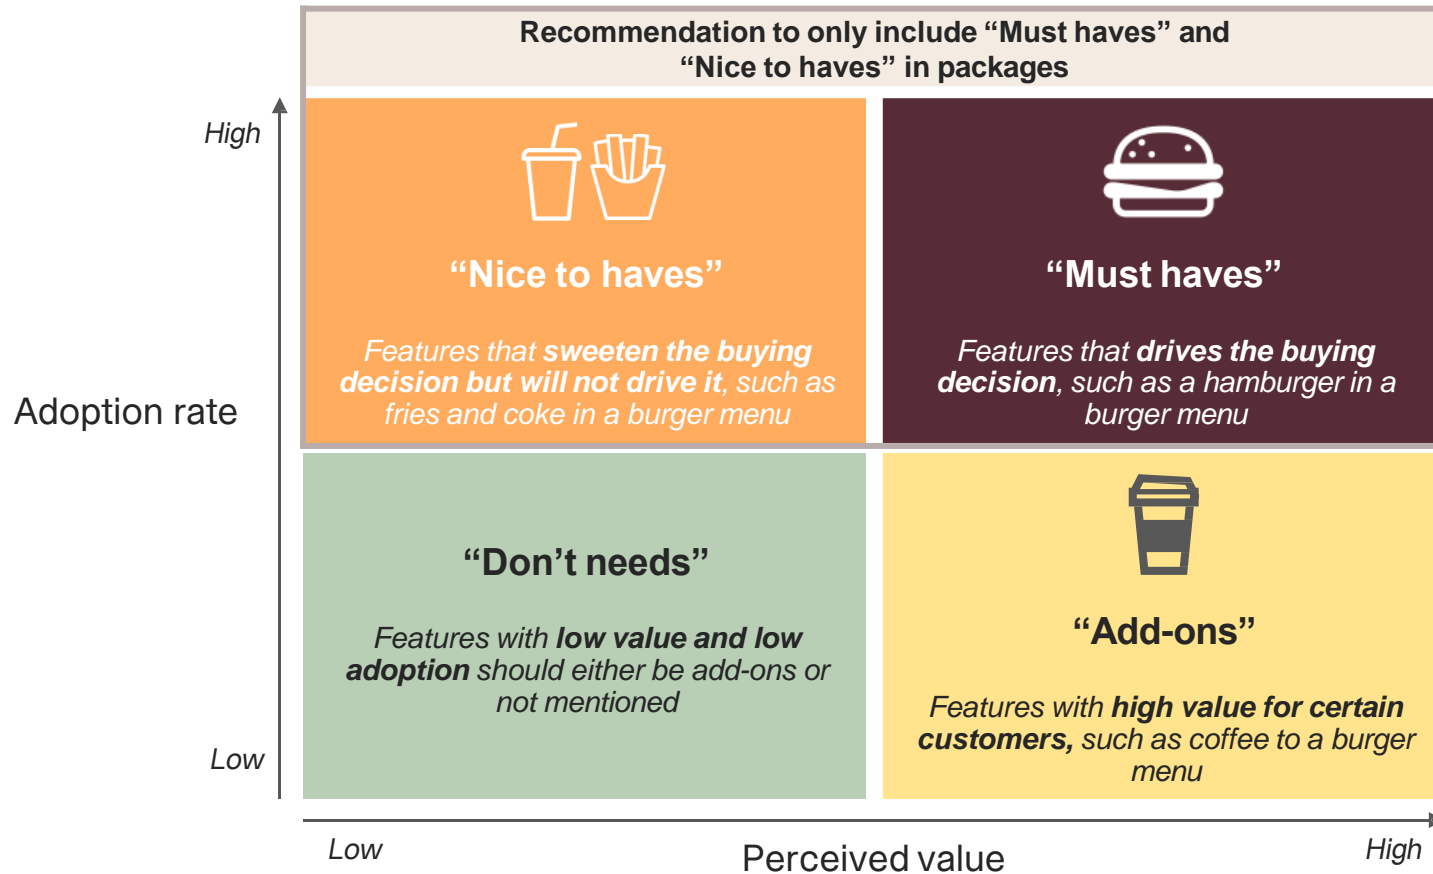 Recommendation to only include “Must haves” and
“Nice to haves” in packages
High
“Nice to haves”
Features that sweeten the buying
decision but will not drive it, such as
fries and coke in a burger menu
“Must haves”
Features that drives the buying
decision, such as a hamburger in a
burger menu
Adoption rate
“Don’t needs”
Features with low value and low
adoption should either be add-ons or
not mentioned
“Add-ons”
Features with high value for certain
customers, such as coffee to a burger
menu
Low
Low
Perceived value
High